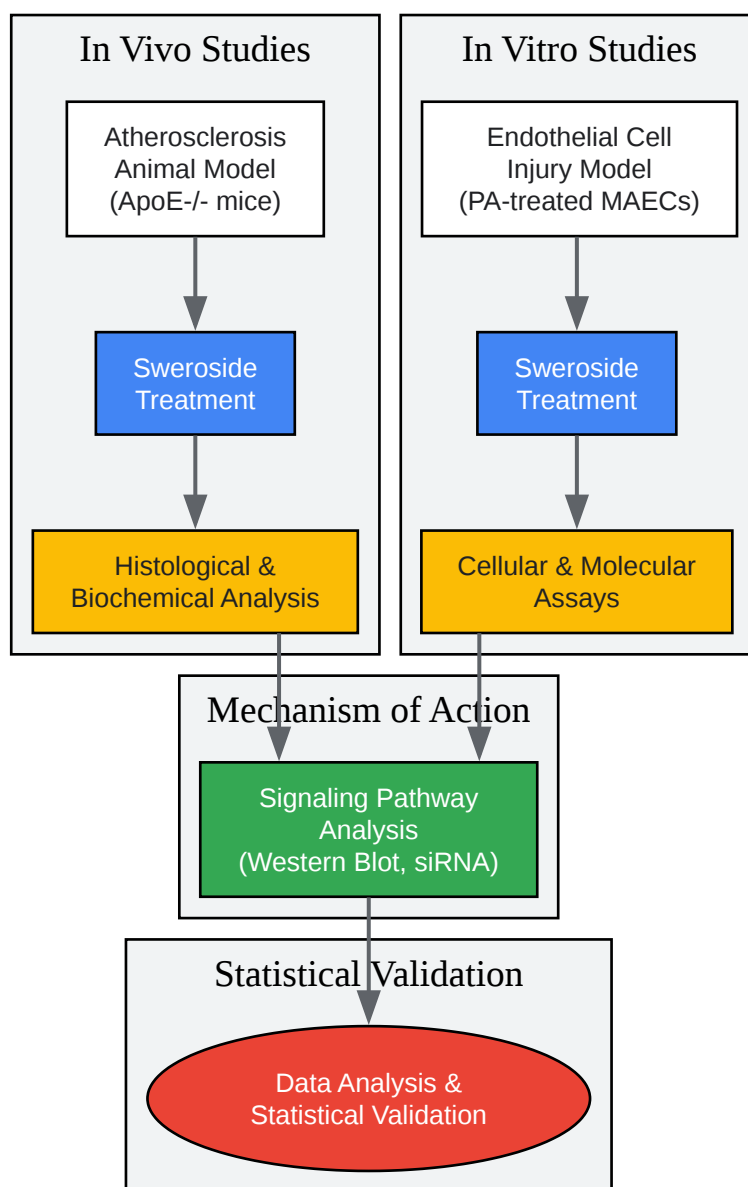 In Vivo Studies
Atherosclerosis
Animal Model
(ApoE-/- mice)
Sweroside
Treatment
Histological &
Biochemical Analysis
In Vitro Studies
Endothelial Cell
Injury Model
(PA-treated MAECs)
Sweroside
Treatment
Cellular & Molecular
Assays
Mechanism of Action
Signaling Pathway
Analysis
(Western Blot, siRNA)
Statistical Validation
Data Analysis &
Statistical Validation